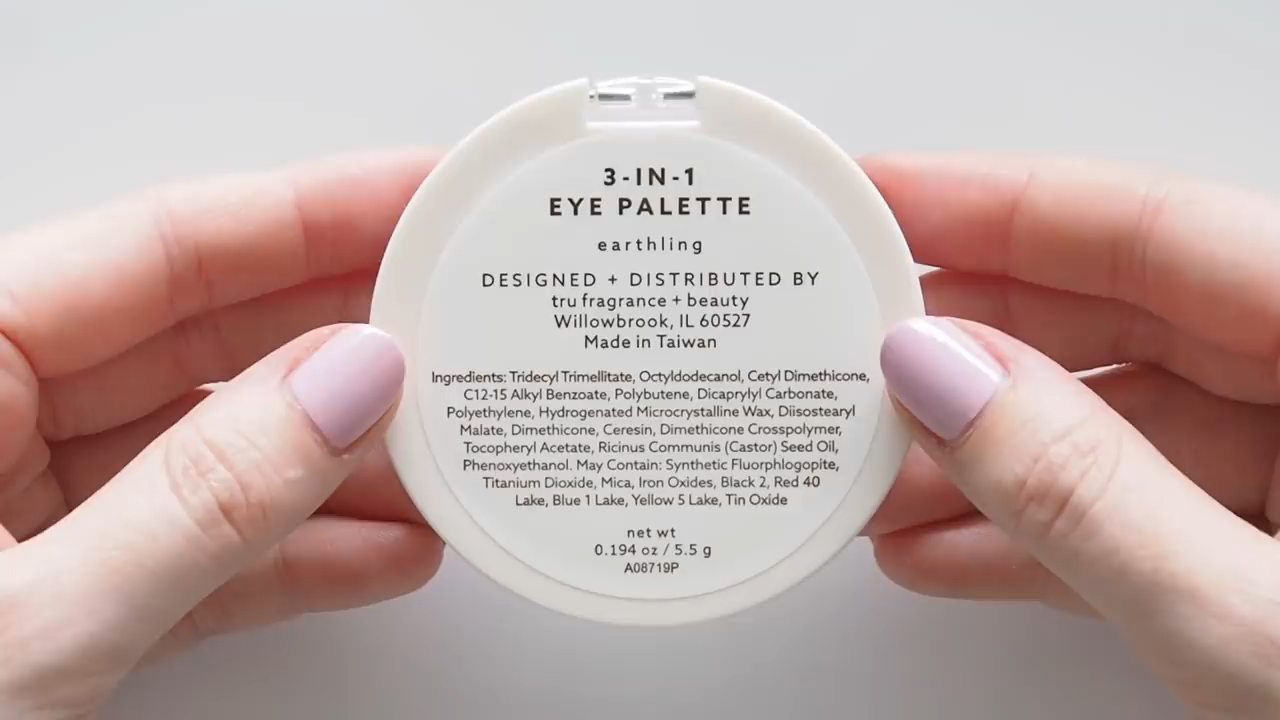 3-IN-1
EYE PALETTE
earthling
DESIGNED + DISTRIBUTED BY
tru fragrance + beauty
Willowbrook, IL 60527
Made in Taiwan
Ingredients: Tridecyl Trimellitate, Octyldodecanol, Cetyl Dimethicone,
C12-15 Alkyl Benzoate, Polybutene, Dicaprylyl Carbonate,
Polyethylene, Hydrogenated Microcrystalline Wax, Diisostearyl
Malate, Dimethicone, Ceresin, Dimethicone Crosspolymer,
Tocopheryl Acetate, Ricinus Communis (Castor) Seed Oil,
Phenoxyethanol. May Contain: Synthetic Fluorphlogopite,
Titanium Dioxide, Mica, Iron Oxides, Black 2, Red 40
Lake, Blue 1 Lake, Yellow 5 Lake, Tin Oxide
net wt
0.194 oz / 5.5 g
A08719P